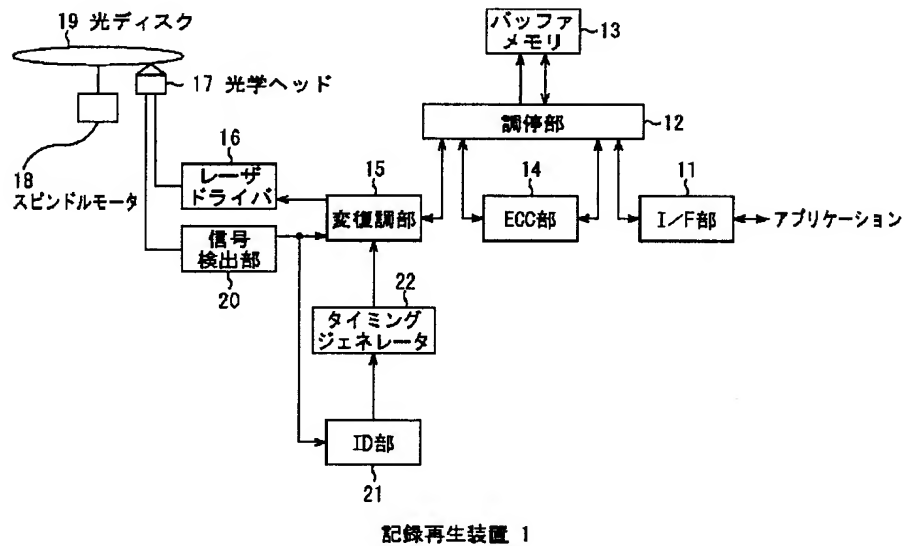 19 光ディスク
バッファ
メモリ
13
17 光学ヘッド
調停部
12
18
スピンドルモータ
16
レーザ
ドライバ
15
変復調部
14
ECC部
11
I/F部
アプリケーション
信号
検出部
20
22
タイミング
ジェネレータ
ID部
21
記録再生装置 1